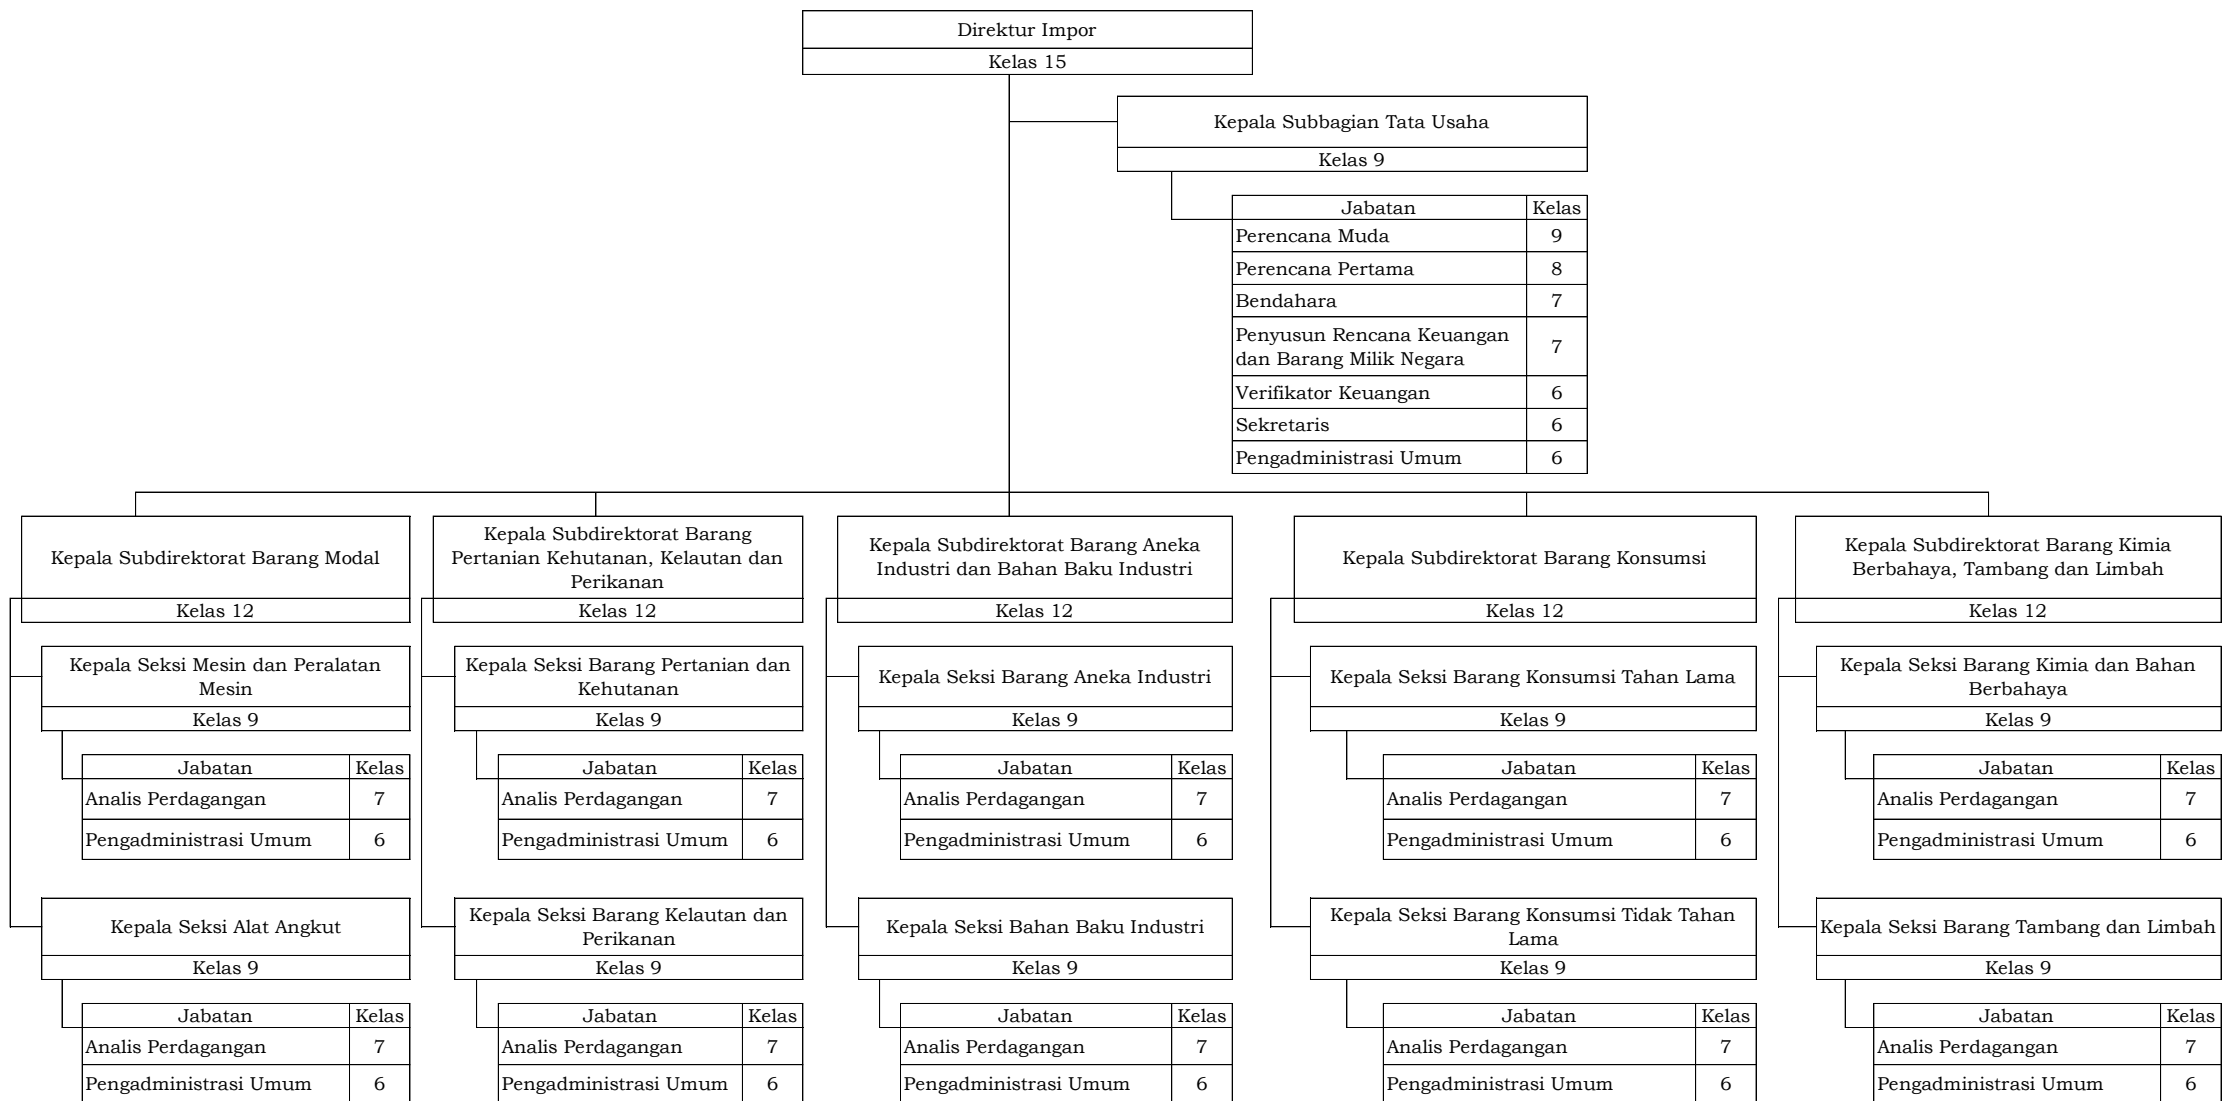 Direktur Impor
Kelas 15
Kepala Subbagian Tata Usaha
Kelas 9
Jabatan Kelas
Perencana Muda 9
Perencana Pertama 8
Bendahara 7
Penyusun Rencana Keuangan
dan Barang Milik Negara 7
Verifikator Keuangan 6
Sekretaris 6
Pengadministrasi Umum 6
Kepala Subdirektorat Barang Modal
Kelas 12
Kepala Seksi Mesin dan Peralatan
Mesin
Kelas 9
Jabatan Kelas
Analis Perdagangan 7
Pengadministrasi Umum 6
Kepala Seksi Alat Angkut
Kelas 9
Jabatan Kelas
Analis Perdagangan 7
Pengadministrasi Umum 6
Kepala Subdirektorat Barang
Pertanian Kehutanan, Kelautan dan
Perikanan
Kelas 12
Kepala Seksi Barang Pertanian dan
Kehutanan
Kelas 9
Jabatan Kelas
Analis Perdagangan 7
Pengadministrasi Umum 6
Kepala Seksi Barang Kelautan dan
Perikanan
Kelas 9
Jabatan Kelas
Analis Perdagangan 7
Pengadministrasi Umum 6
Kepala Subdirektorat Barang Aneka
Industri dan Bahan Baku Industri
Kelas 12
Kepala Seksi Barang Aneka Industri
Kelas 9
Jabatan Kelas
Analis Perdagangan 7
Pengadministrasi Umum 6
Kepala Seksi Bahan Baku Industri
Kelas 9
Jabatan Kelas
Analis Perdagangan 7
Pengadministrasi Umum 6
Kepala Subdirektorat Barang Konsumsi
Kelas 12
Kepala Seksi Barang Konsumsi Tahan Lama
Kelas 9
Jabatan Kelas
Analis Perdagangan 7
Pengadministrasi Umum 6
Kepala Seksi Barang Konsumsi Tidak Tahan
Lama
Kelas 9
Jabatan Kelas
Analis Perdagangan 7
Pengadministrasi Umum 6
Kepala Subdirektorat Barang Kimia
Berbahaya, Tambang dan Limbah
Kelas 12
Kepala Seksi Barang Kimia dan Bahan
Berbahaya
Kelas 9
Jabatan Kelas
Analis Perdagangan 7
Pengadministrasi Umum 6
Kepala Seksi Barang Tambang dan Limbah
Kelas 9
Jabatan Kelas
Analis Perdagangan 7
Pengadministrasi Umum 6